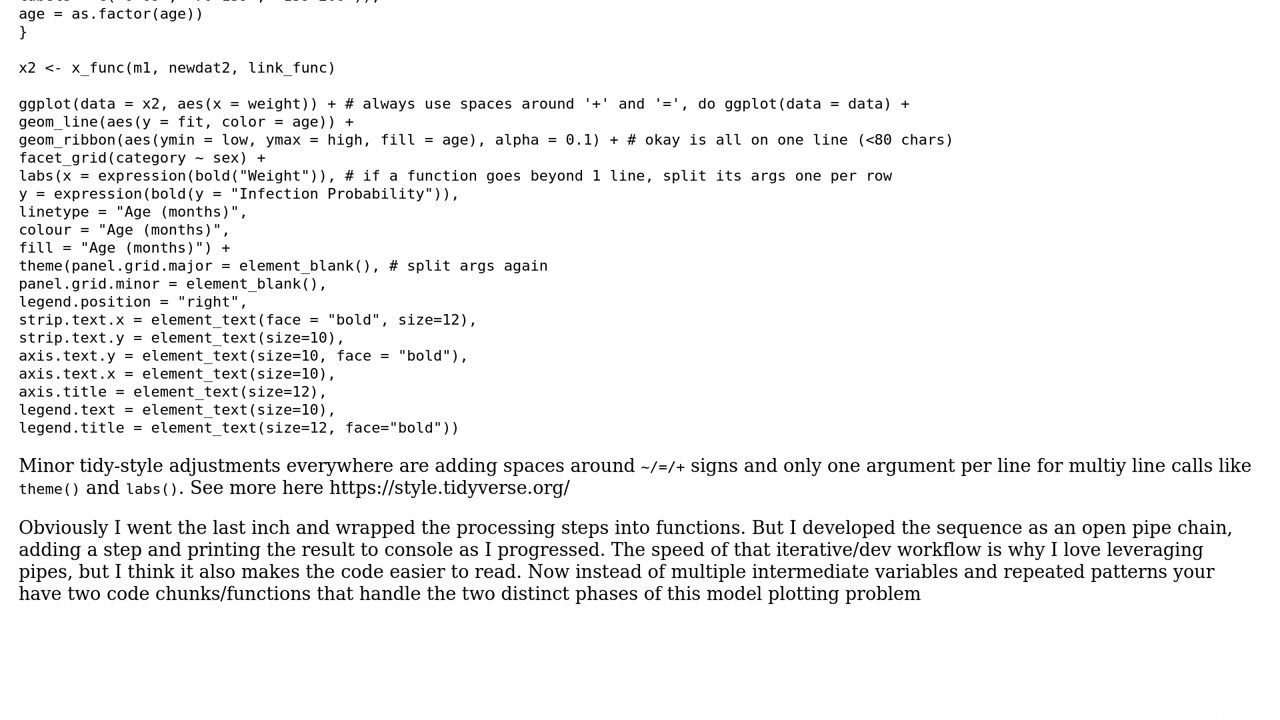 age = as.factor(age))
}
x2 <- x_func(m1, newdat2, link_func)
ggplot(data = x2, aes(x = weight)) + # always use spaces around '+' and '=', do ggplot(data = data) +
geom_line(aes(y = fit, color = age)) +
geom_ribbon(aes(ymin = low, ymax = high, fill = age), alpha = 0.1) + # okay is all on one line (<80 chars)
facet_grid(category ~ sex) +
labs(x = expression(bold("Weight")), # if a function goes beyond 1 line, split its args one per row
y = expression(bold(y = "Infection Probability")),
linetype = "Age (months)",
colour = "Age (months)",
fill = "Age (months)") +
theme(panel.grid.major = element_blank(), # split args again
panel.grid.minor = element_blank(),
legend.position = "right",
strip.text.x = element_text(face = "bold", size=12),
strip.text.y = element_text(size=10),
axis.text.y = element_text(size=10, face = "bold"),
axis.text.x = element_text(size=10),
axis.title = element_text(size=12),
legend.text = element_text(size=10),
legend.title = element_text(size=12, face="bold"))
Minor tidy-style adjustments everywhere are adding spaces around ~/=/+ signs and only one argument per line for multiy line calls like
theme() and labs(). See more here https://style.tidyverse.org/
Obviously I went the last inch and wrapped the processing steps into functions. But I developed the sequence as an open pipe chain,
adding a step and printing the result to console as I progressed. The speed of that iterative/dev workflow is why I love leveraging
pipes, but I think it also makes the code easier to read. Now instead of multiple intermediate variables and repeated patterns your
have two code chunks/functions that handle the two distinct phases of this model plotting problem